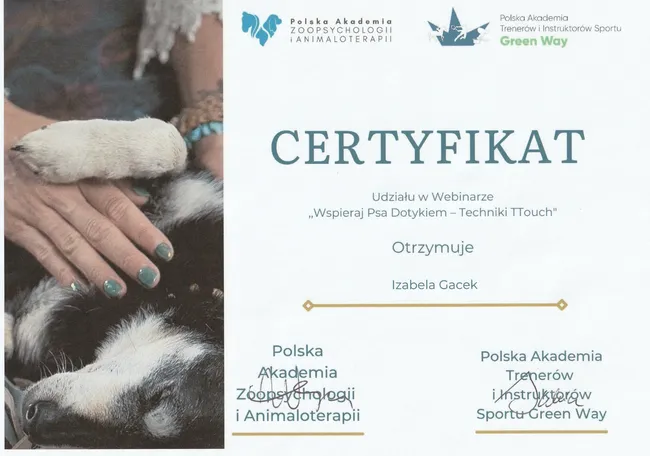 Polska Akademia
ZOOPSYCHOLOGII
i ANIMALOTERAPII
Polska Akademia
Trenerów i Instruktorów Sportu
Green Way
CERTYFIKAT
Udziału w Webinarze
„Wspieraj Psa Dotykiem – Techniki TTouch"
Otrzymuje
Izabela Gacek
Polska
Akademia
Zoopsychologii
i Animaloterapii
Polska Akademia
Trenerów
i Instruktorów
Sportu Green Way